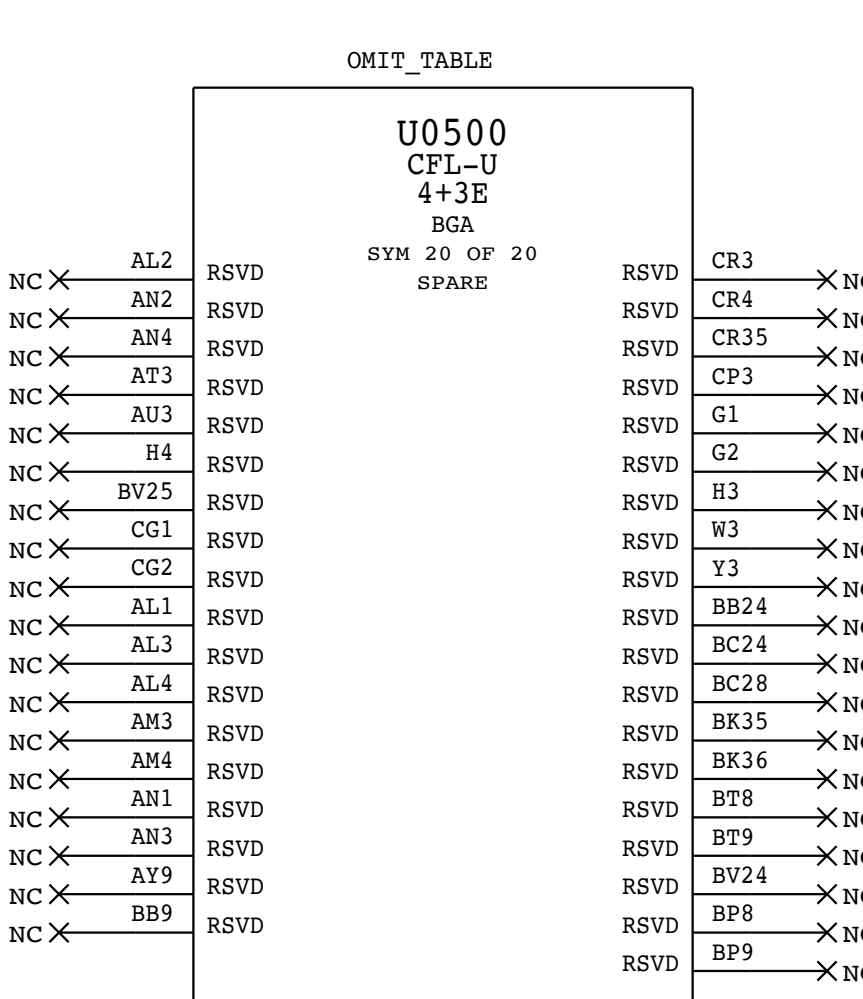 OMIT_TABLE
U0500
CFL-U
4+3E
BGA
SYM 20 OF 20
SPARE
NC AL2 RSVD RSVD CR3
NC AN2 RSVD RSVD CR4
NC AN4 RSVD RSVD CR35
NC AT3 RSVD RSVD CP3
NC AU3 RSVD RSVD G1
NC H4 RSVD RSVD G2
NC BV25 RSVD RSVD H3
NC CG1 RSVD RSVD W3
NC CG2 RSVD RSVD Y3
NC AL1 RSVD RSVD BB24
NC AL3 RSVD RSVD BC24
NC AL4 RSVD RSVD BC28
NC AM3 RSVD RSVD BK35
NC AM4 RSVD RSVD BK36
NC AN1 RSVD RSVD BT8
NC AN3 RSVD RSVD BT9
NC AY9 RSVD RSVD BV24
NC BB9 RSVD RSVD BP8
RSVD BP9